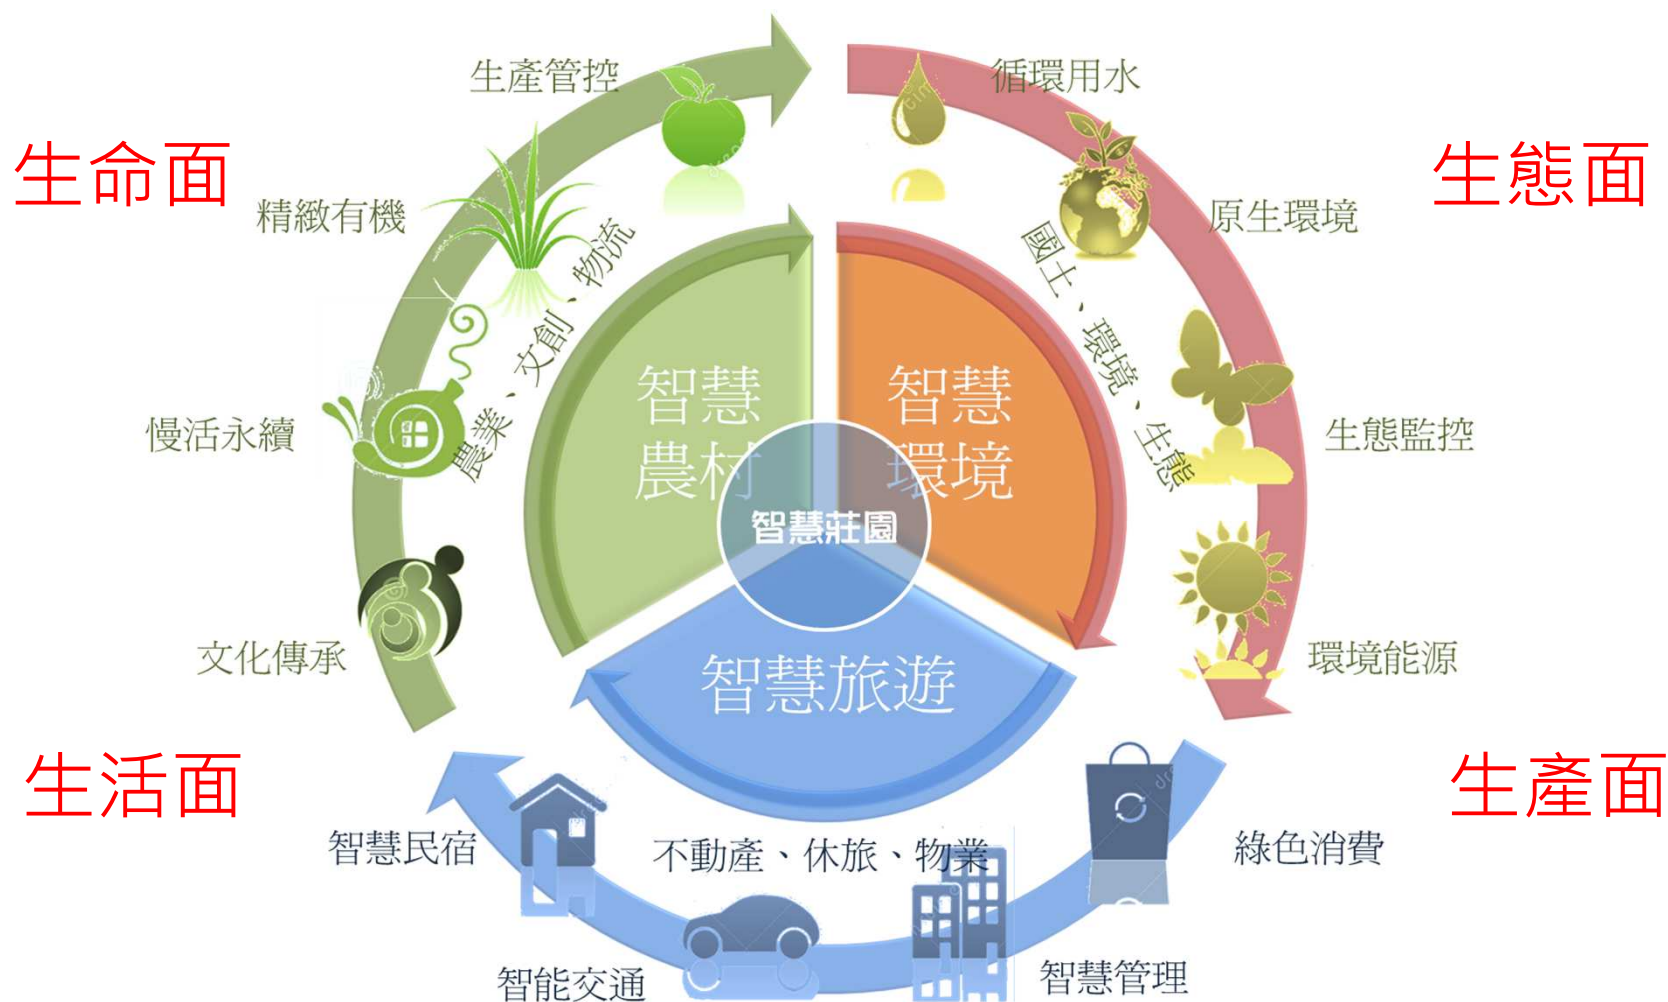 生產管控
循環用水
生命面
生態面
精緻有機
原生環境
農業、文創、物流
國土、環境、生態
智慧
農村
智慧
環境
慢活永續
生態監控
智慧莊園
文化傳承
環境能源
智慧旅遊
生活面
生產面
智慧民宿
不動產、休旅、物業
綠色消費
智能交通
智慧管理